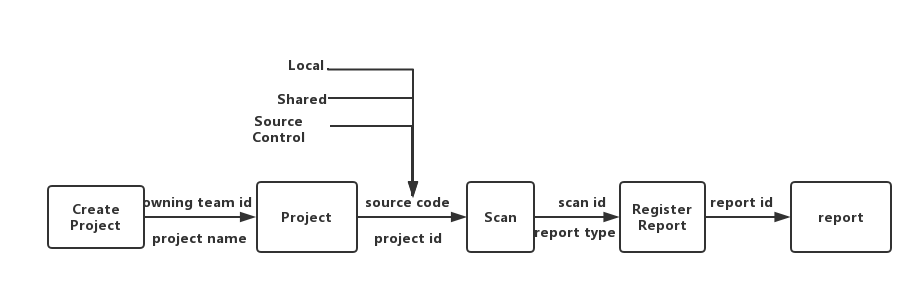 Local
Shared
Source
Control
Create
Project
owning team id
project name
Project
source code
project id
Scan
scan id
report type
Register
Report
report id
report